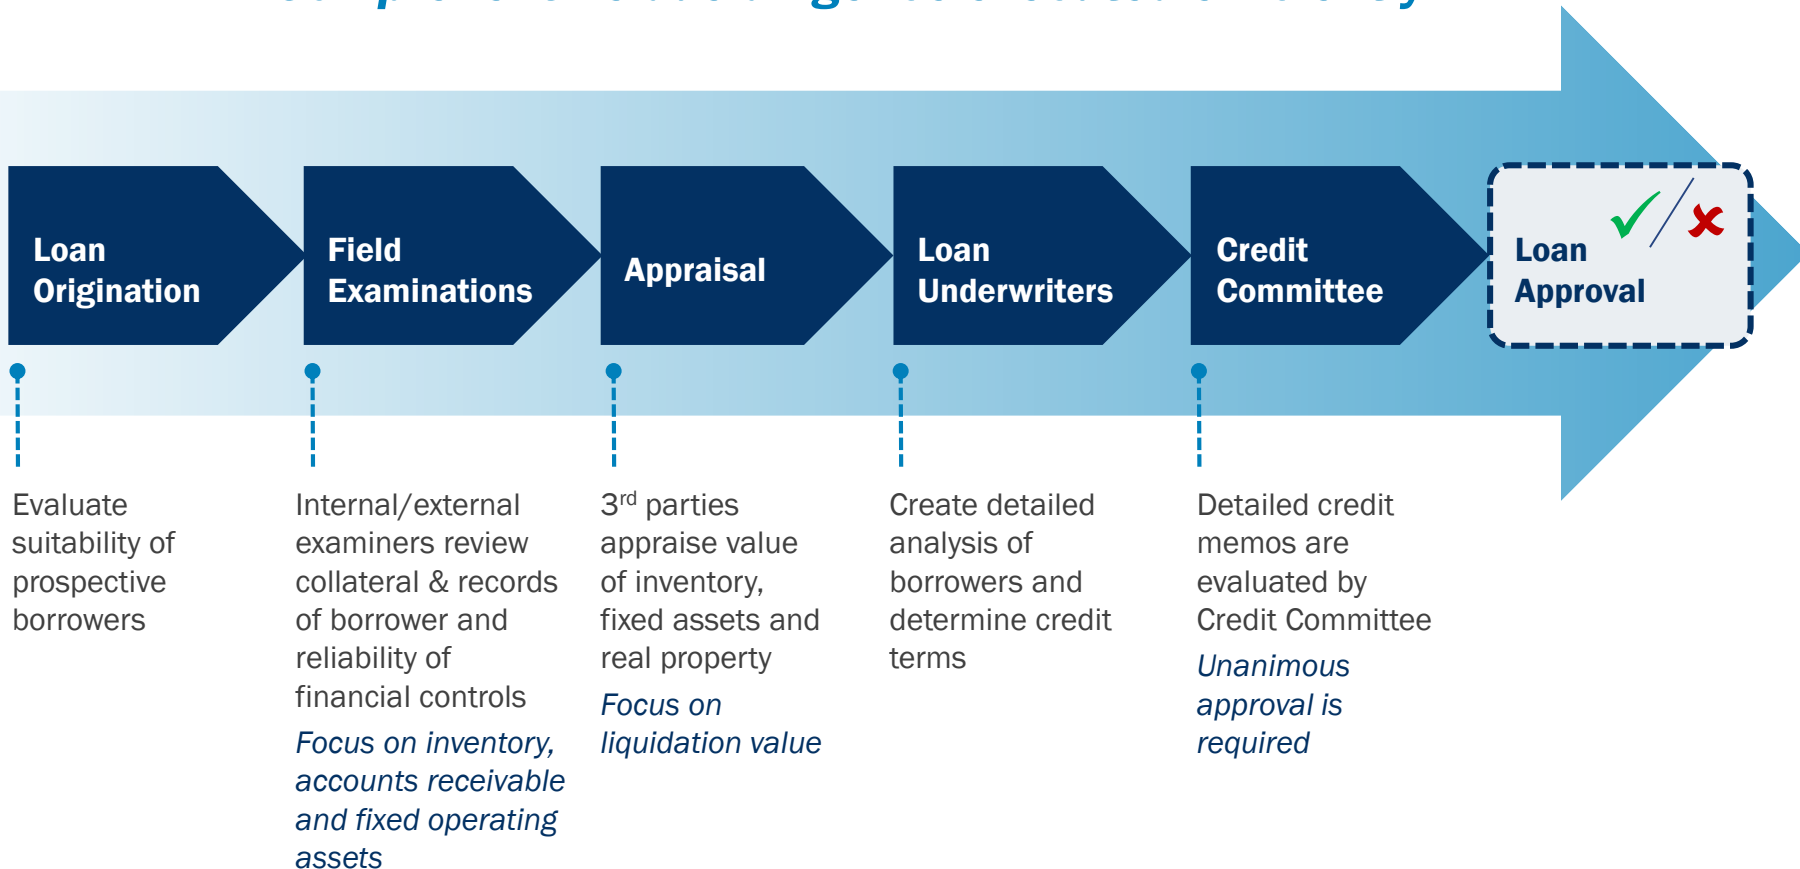 Loan
Origination
Field
Examinations
Appraisal
Loan
Underwriters
Credit
Committee
Loan
Approval
Evaluate
suitability of
prospective
borrowers
Internal/external
examiners review
collateral & records
of borrower and
reliability of
financial controls
Focus on inventory,
accounts receivable
and fixed operating
assets
3rd parties
appraise value
of inventory,
fixed assets and
real property
Focus on
liquidation value
Create detailed
analysis of
borrowers and
determine credit
terms
Detailed credit
memos are
evaluated by
Credit Committee
Unanimous
approval is
required